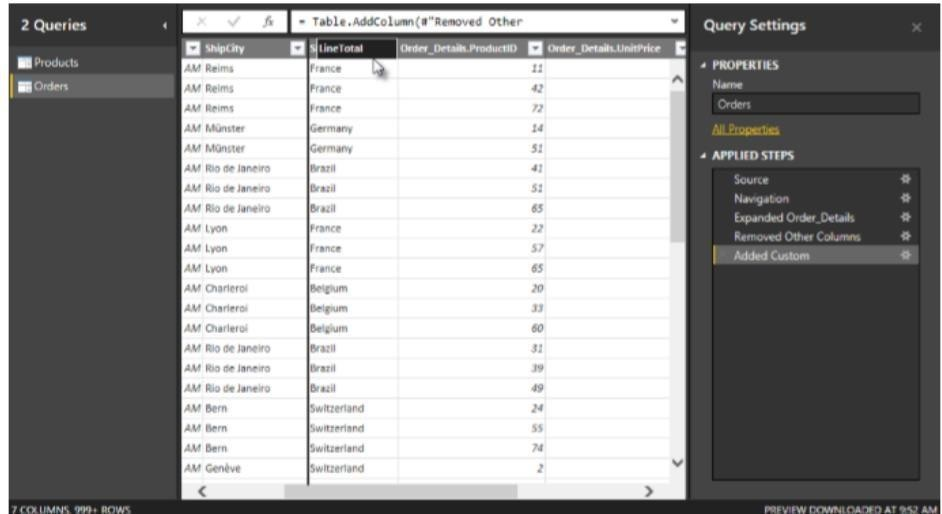 2 Queries
Products
Orders
fx = Table.AddColumn(#"Removed Other
ShipCity S LineTotal Order_Details.ProductID Order_Details.UnitPrice
AM Reims France 11
AM Reims France 42
AM Reims France 72
AM Münster Germany 14
AM Münster Germany 51
AM Rio de Janeiro Brazil 41
AM Rio de Janeiro Brazil 51
AM Rio de Janeiro Brazil 65
AM Lyon France 22
AM Lyon France 57
AM Lyon France 65
AM Charleroi Belgium 20
AM Charleroi Belgium 33
AM Charleroi Belgium 60
AM Rio de Janeiro Brazil 31
AM Rio de Janeiro Brazil 39
AM Rio de Janeiro Brazil 49
AM Bern Switzerland 24
AM Bern Switzerland 55
AM Bern Switzerland 74
AM Genève Switzerland 2
Query Settings
PROPERTIES
Name
Orders
All Properties
APPLIED STEPS
Source
Navigation
Expanded Order_Details
Removed Other Columns
Added Custom
7 COLUMNS, 999+ ROWS
PREVIEW DOWNLOADED AT 9:52 AM